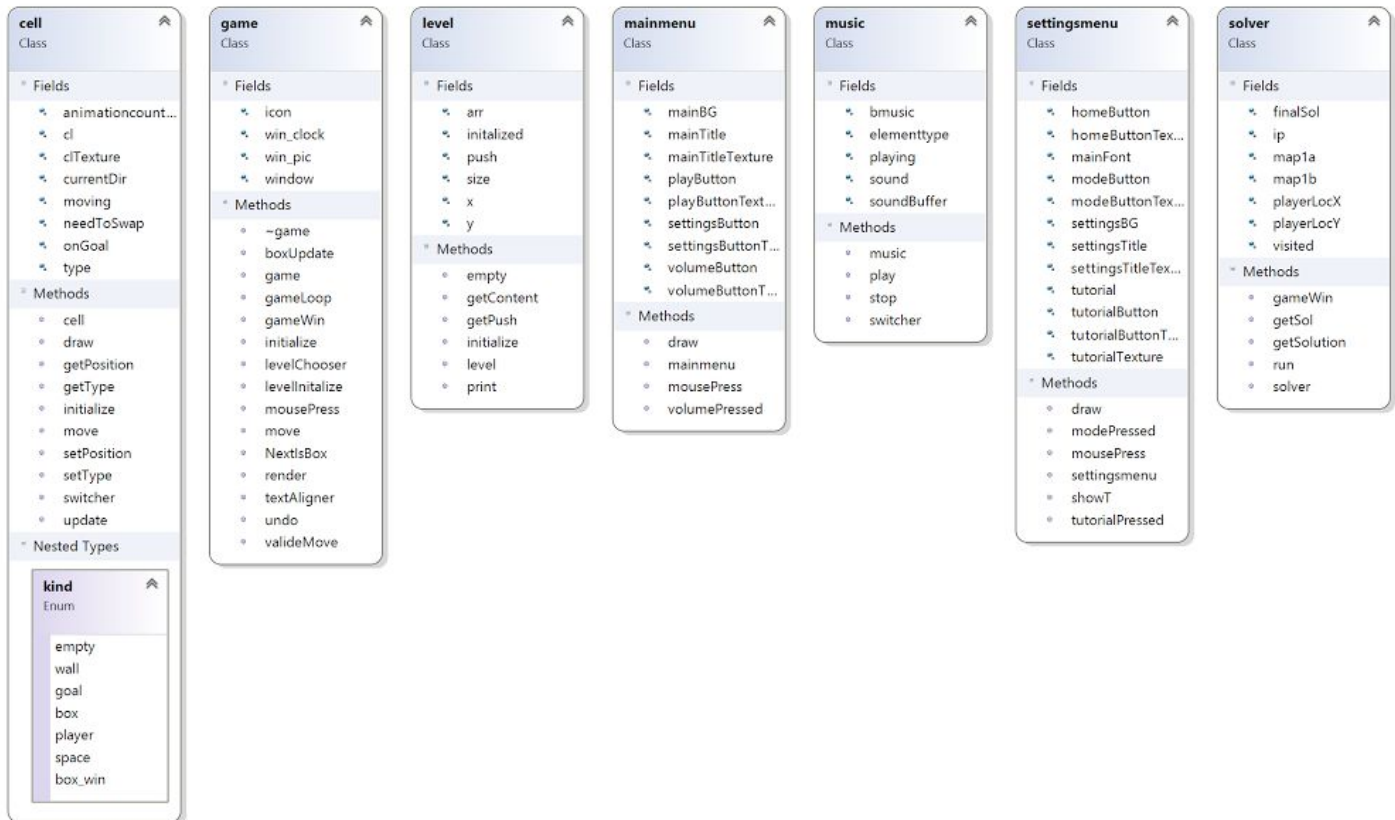 cell
Class
Fields
animationcount...
cl
clTexture
currentDir
moving
needToSwap
onGoal
type
Methods
cell
draw
getPosition
getType
initialize
move
setPosition
setType
switcher
update
Nested Types
kind
Enum
empty
wall
goal
box
player
space
box_win
game
Class
Fields
icon
win_clock
win_pic
window
Methods
~game
boxUpdate
game
gameLoop
gameWin
initialize
levelChooser
levelInitalize
mousePress
move
NextIsBox
render
textAligner
undo
valideMove
level
Class
Fields
arr
initalized
push
size
x
y
Methods
empty
getContent
getPush
initialize
level
print
mainmenu
Class
Fields
mainBG
mainTitle
mainTitleTexture
playButton
playButtonText...
settingsButton
settingsButtonT...
volumeButton
volumeButtonT...
Methods
draw
mainmenu
mousePress
volumePressed
music
Class
Fields
bmusic
elementtype
playing
sound
soundBuffer
Methods
music
play
stop
switcher
settingsmenu
Class
Fields
homeButton
homeButtonTex...
mainFont
modeButton
modeButtonTex...
settingsBG
settingsTitle
settingsTitleTex...
tutorial
tutorialButton
tutorialButtonT...
tutorialTexture
Methods
draw
modePressed
mousePress
settingsmenu
showT
tutorialPressed
solver
Class
Fields
finalSol
ip
map1a
map1b
playerLocX
playerLocY
visited
Methods
gameWin
getSol
getSolution
run
solver